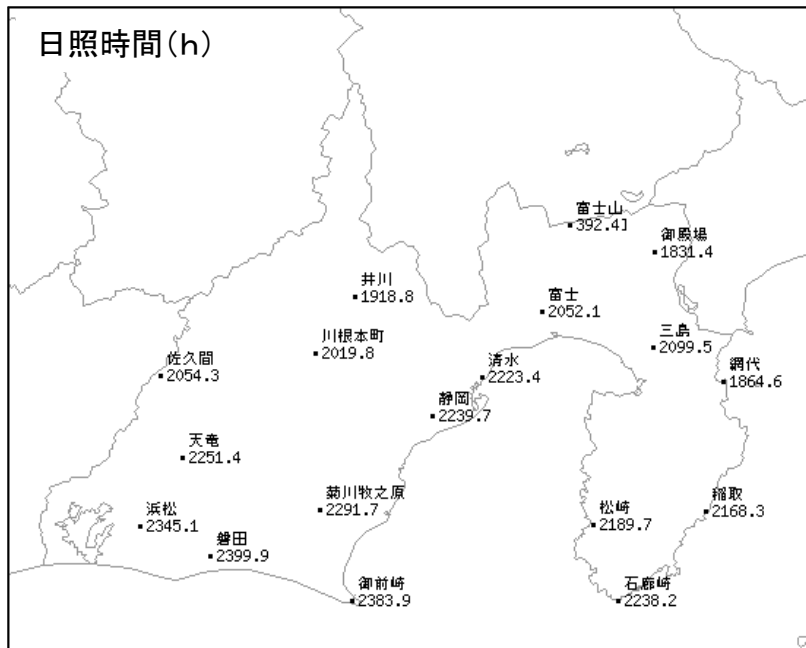 日照時間(h)
富士山
392.4]
御殿場
1831.4
井川
1918.8
富士
2052.1
川根本町
2019.8
三島
2099.5
佐久間
2054.3
清水
2223.4
網代
1864.6
静岡
2239.7
天竜
2251.4
菊川牧之原
2291.7
浜松
2345.1
松崎
2189.7
稲取
2168.3
磐田
2399.9
御前崎
2383.9
石廊崎
2238.2